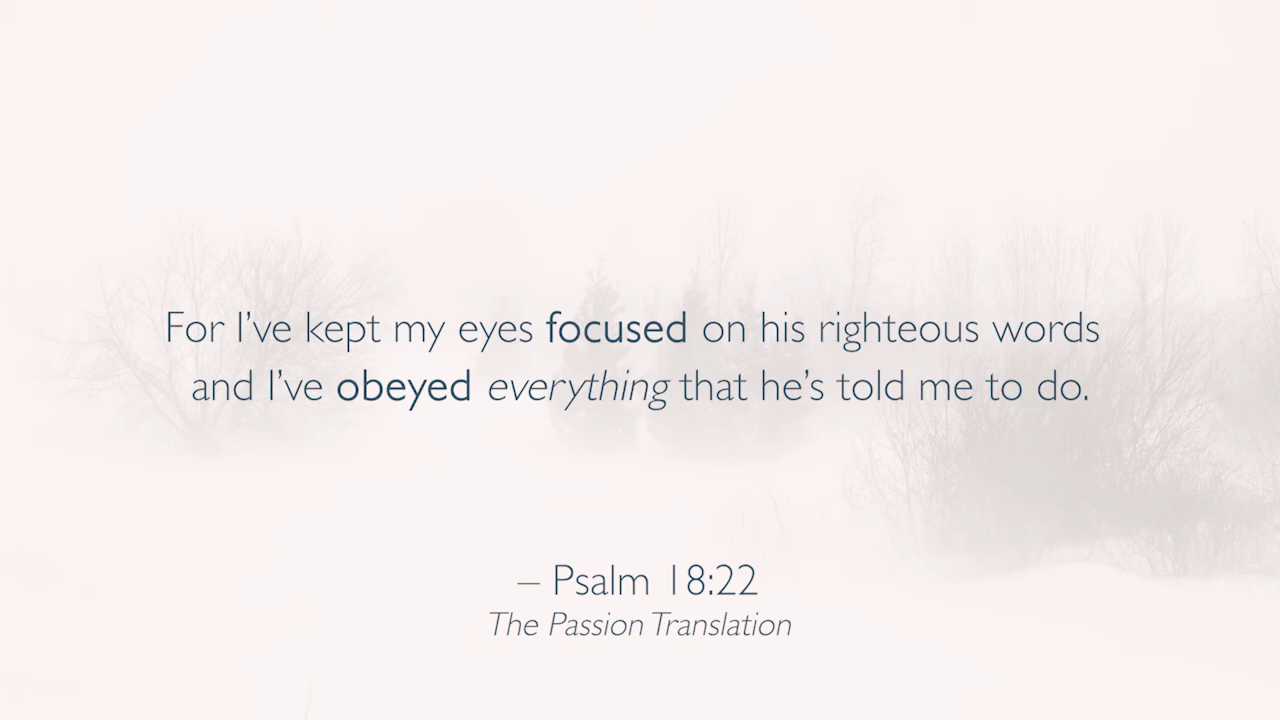 For I’ve kept my eyes focused on his righteous words
and I’ve obeyed everything that he’s told me to do.
– Psalm 18:22
The Passion Translation